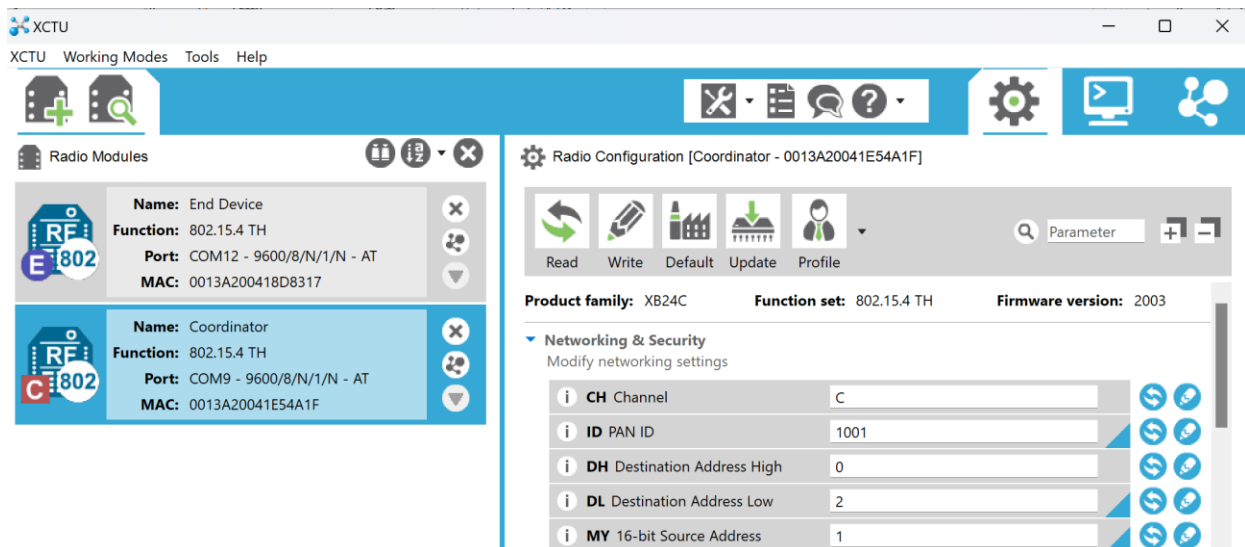 XCTU
XCTU Working Modes Tools Help
Radio Modules
Name: End Device
Function: 802.15.4 TH
Port: COM12 - 9600/8/N/1/N - AT
MAC: 0013A200418D8317
RF
802
E
Name: Coordinator
Function: 802.15.4 TH
Port: COM9 - 9600/8/N/1/N - AT
MAC: 0013A20041E54A1F
RF
802
C
Radio Configuration [Coordinator - 0013A20041E54A1F]
Read Write Default Update Profile
Parameter
Product family: XB24C Function set: 802.15.4 TH Firmware version: 2003
Networking & Security
Modify networking settings
i CH Channel C
i ID PAN ID 1001
i DH Destination Address High 0
i DL Destination Address Low 2
i MY 16-bit Source Address 1